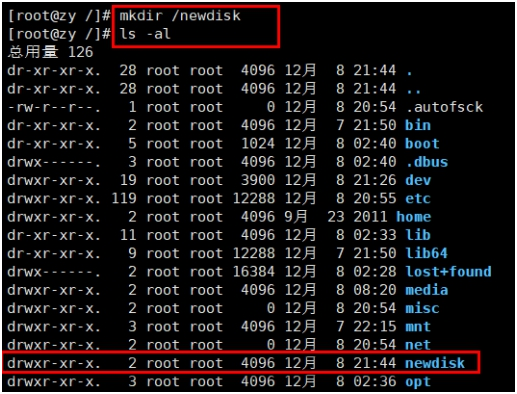 [root@zy /]# mkdir /newdisk
[root@zy /]# ls -al
总用量 126
dr-xr-xr-x. 28 root root 4096 12月 8 21:44 .
dr-xr-xr-x. 28 root root 4096 12月 8 21:44 ..
-rw-r--r--. 1 root root 0 12月 8 20:54 .autofsck
dr-xr-xr-x. 2 root root 4096 12月 7 21:50 bin
dr-xr-xr-x. 5 root root 1024 12月 8 02:40 boot
drwx------. 3 root root 4096 12月 8 02:40 .dbus
drwxr-xr-x. 19 root root 3900 12月 8 21:26 dev
drwxr-xr-x. 119 root root 12288 12月 8 20:55 etc
drwxr-xr-x. 2 root root 4096 9月 23 2011 home
dr-xr-xr-x. 11 root root 4096 12月 8 02:33 lib
dr-xr-xr-x. 9 root root 12288 12月 7 21:50 lib64
drwx------. 2 root root 16384 12月 8 02:28 lost+found
drwxr-xr-x. 2 root root 4096 12月 8 08:20 media
drwxr-xr-x. 2 root root 0 12月 8 20:54 misc
drwxr-xr-x. 3 root root 4096 12月 7 22:15 mnt
drwxr-xr-x. 2 root root 0 12月 8 20:54 net
drwxr-xr-x. 2 root root 4096 12月 8 21:44 newdisk
drwxr-xr-x. 3 root root 4096 12月 8 02:36 opt